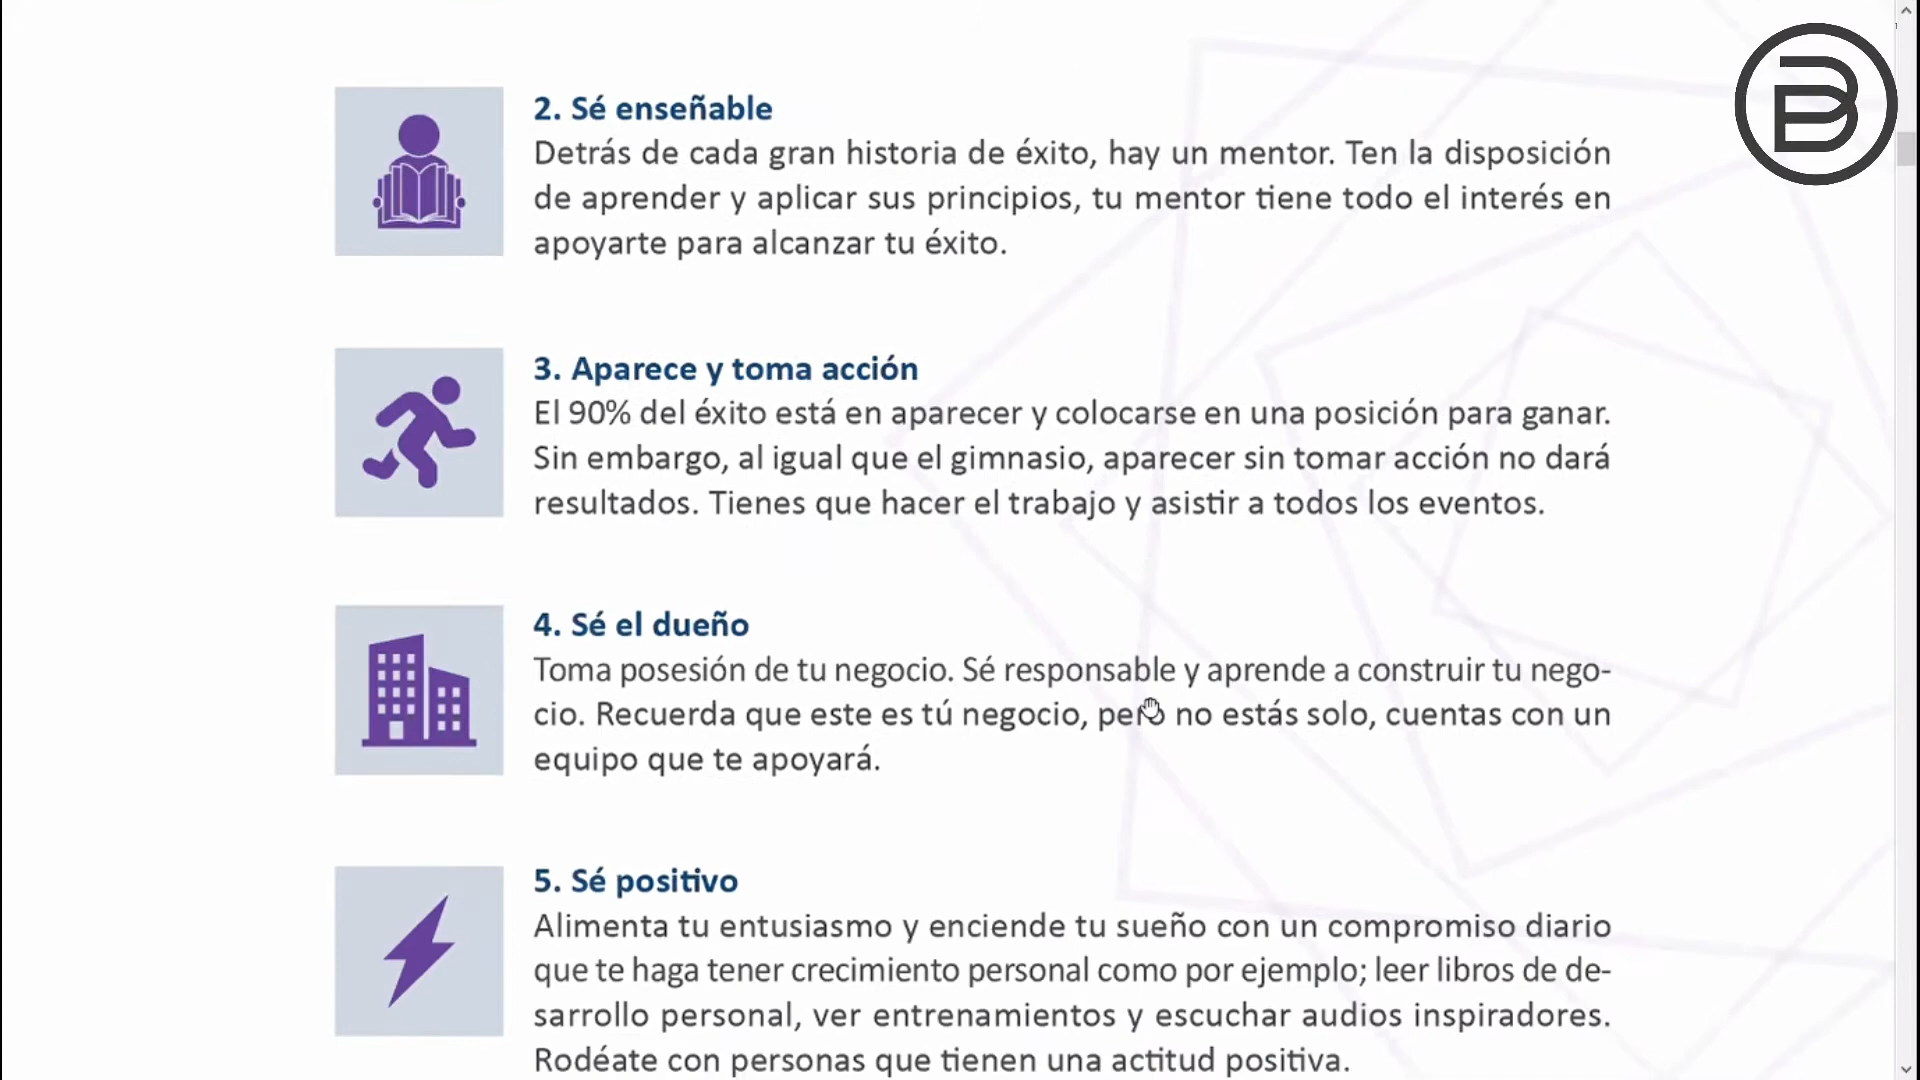 2. Sé enseñable
Detrás de cada gran historia de éxito, hay un mentor. Ten la disposición
de aprender y aplicar sus principios, tu mentor tiene todo el interés en
apoyarte para alcanzar tu éxito.
3. Aparece y toma acción
El 90% del éxito está en aparecer y colocarse en una posición para ganar.
Sin embargo, al igual que el gimnasio, aparecer sin tomar acción no dará
resultados. Tienes que hacer el trabajo y asistir a todos los eventos.
4. Sé el dueño
Toma posesión de tu negocio. Sé responsable y aprende a construir tu nego-
cio. Recuerda que este es tú negocio, pero no estás solo, cuentas con un
equipo que te apoyará.
5. Sé positivo
Alimenta tu entusiasmo y enciende tu sueño con un compromiso diario
que te haga tener crecimiento personal como por ejemplo; leer libros de de-
sarrollo personal, ver entrenamientos y escuchar audios inspiradores.
Rodéate con personas que tienen una actitud positiva.